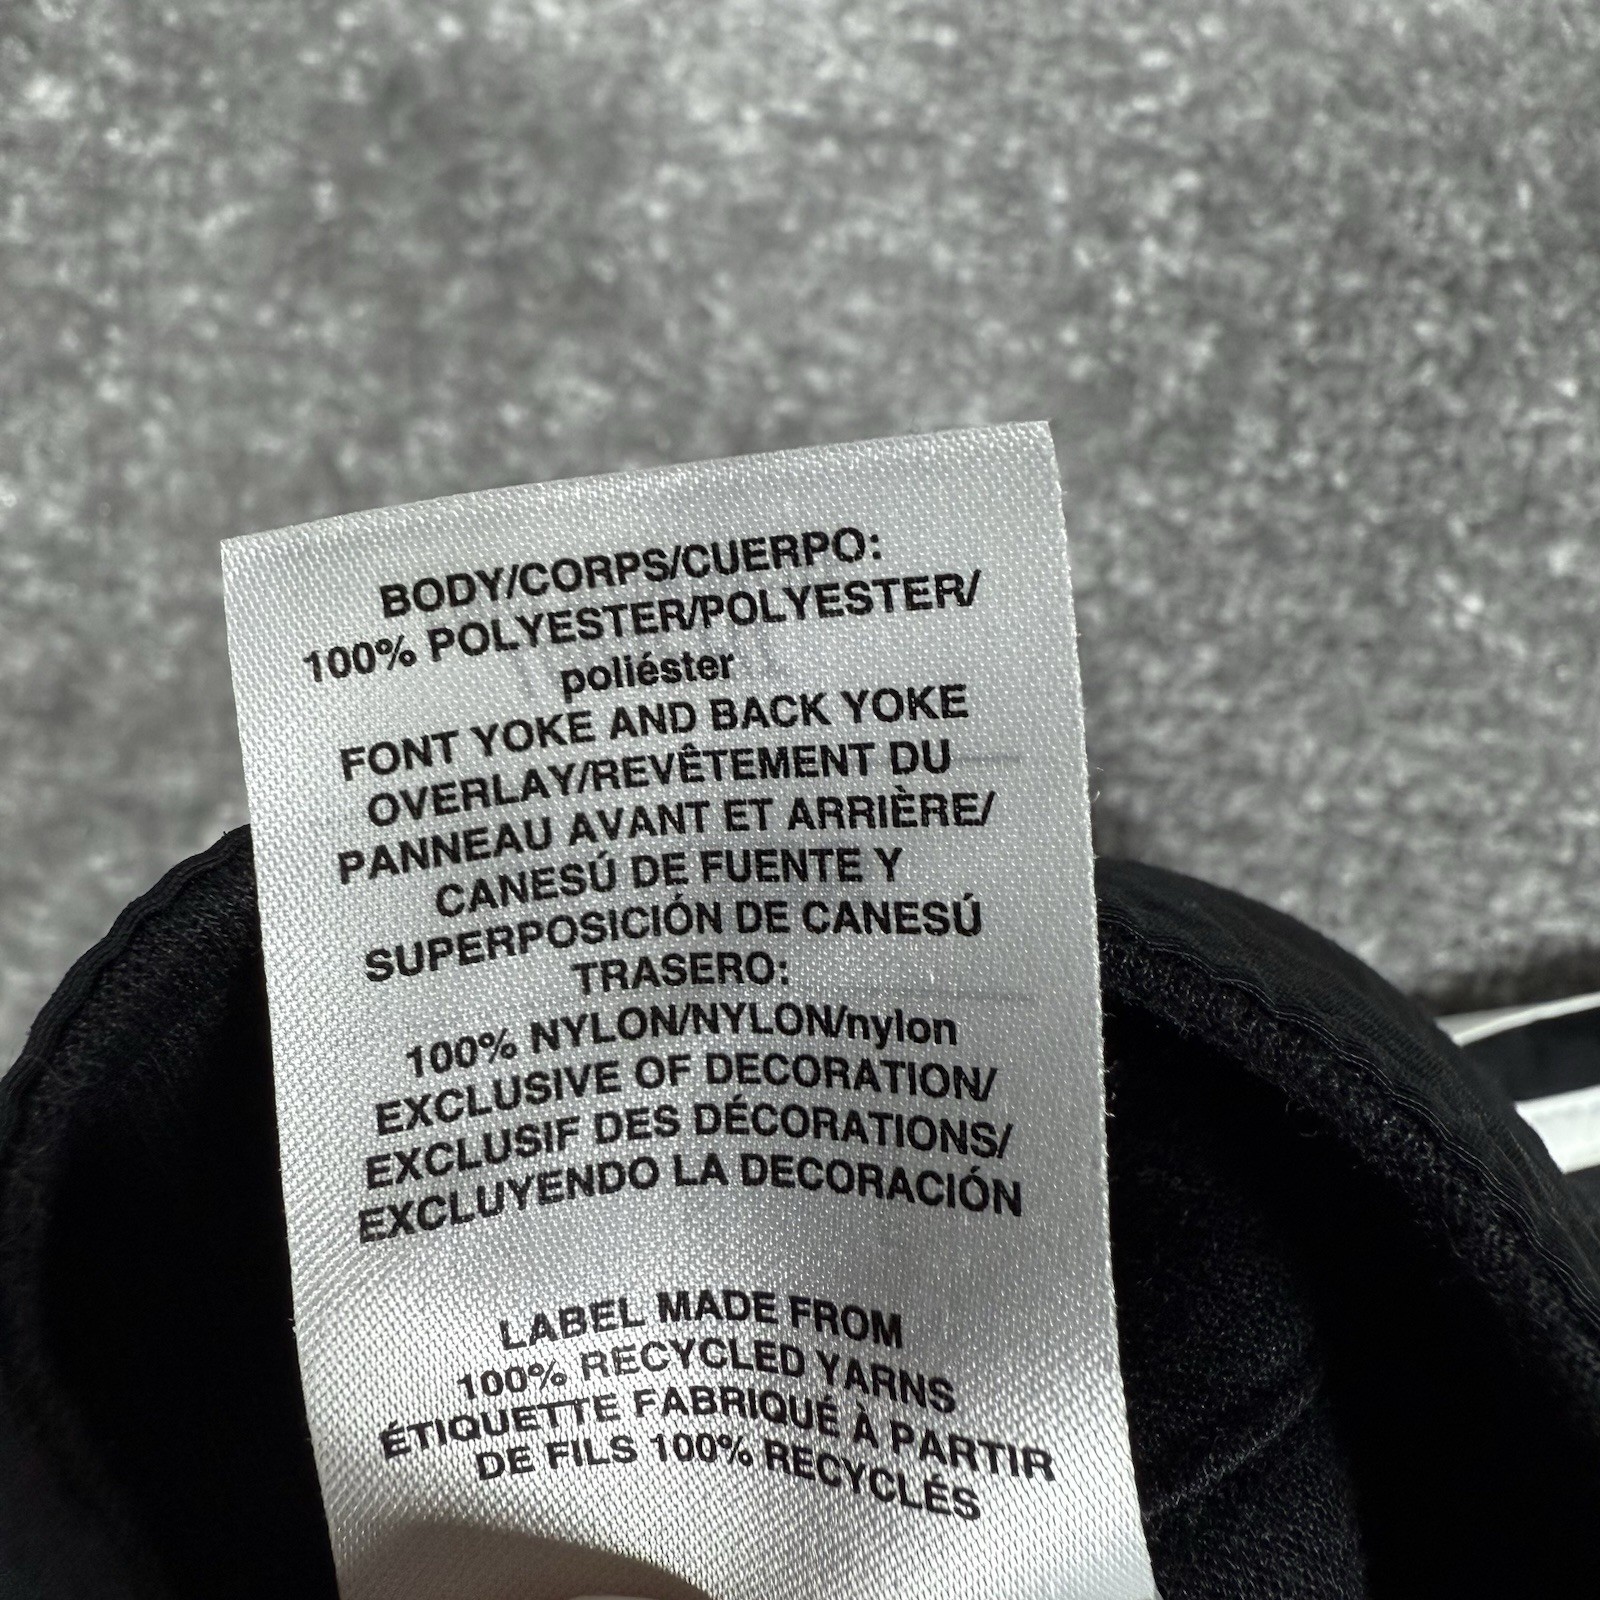 BODY/CORPS/CUERPO:
100% POLYESTER/POLYESTER/
poliéster
FONT YOKE AND BACK YOKE
OVERLAY/REVÊTEMENT DU
PANNEAU AVANT ET ARRIÈRE/
CANESÚ DE FUENTE Y
SUPERPOSICIÓN DE CANESÚ
TRASERO:
100% NYLON/NYLON/nylon
EXCLUSIVE OF DECORATION/
EXCLUSIF DES DÉCORATIONS/
EXCLUYENDO LA DECORACIÓN
LABEL MADE FROM
100% RECYCLED YARNS
ÉTIQUETTE FABRIQUÉ À PARTIR
DE FILS 100% RECYCLÉS